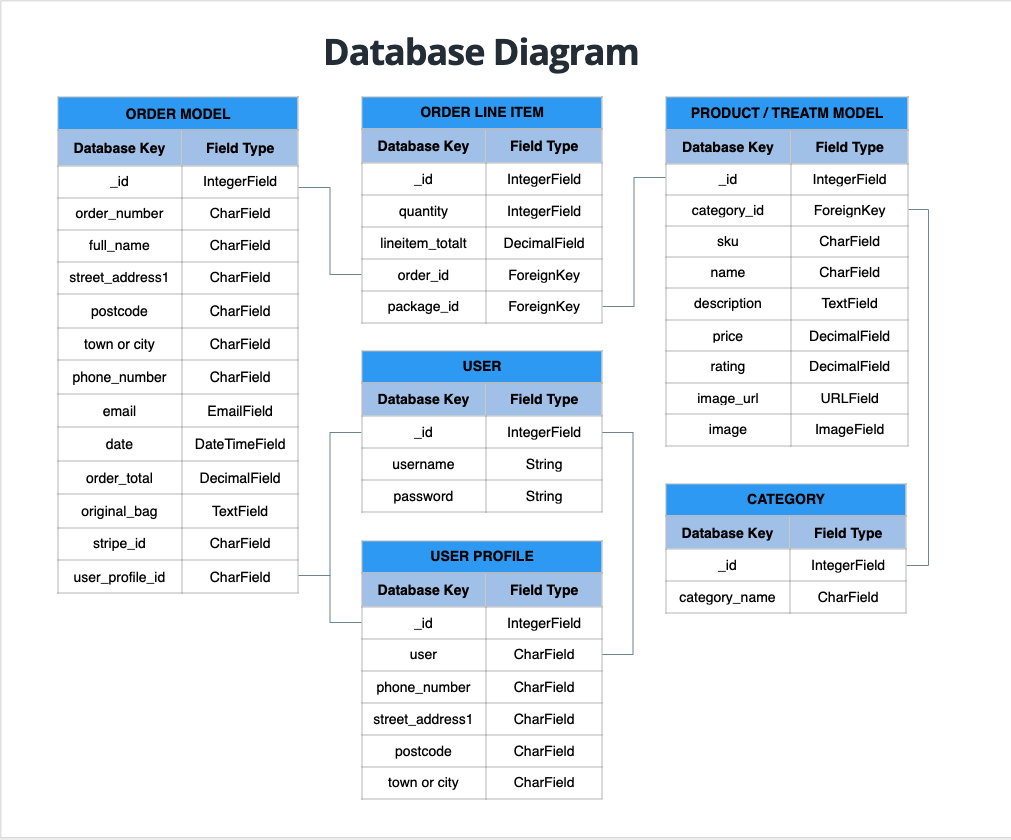 Database Diagram
ORDER MODEL
Database Key Field Type
_id IntegerField
order_number CharField
full_name CharField
street_address1 CharField
postcode CharField
town or city CharField
phone_number CharField
email EmailField
date DateTimeField
order_total DecimalField
original_bag TextField
stripe_id CharField
user_profile_id CharField
ORDER LINE ITEM
Database Key Field Type
_id IntegerField
quantity IntegerField
lineitem_totalt DecimalField
order_id ForeignKey
package_id ForeignKey
USER
Database Key Field Type
_id IntegerField
username String
password String
USER PROFILE
Database Key Field Type
_id IntegerField
user CharField
phone_number CharField
street_address1 CharField
postcode CharField
town or city CharField
PRODUCT / TREATM MODEL
Database Key Field Type
_id IntegerField
category_id ForeignKey
sku CharField
name CharField
description TextField
price DecimalField
rating DecimalField
image_url URLField
image ImageField
CATEGORY
Database Key Field Type
_id IntegerField
category_name CharField